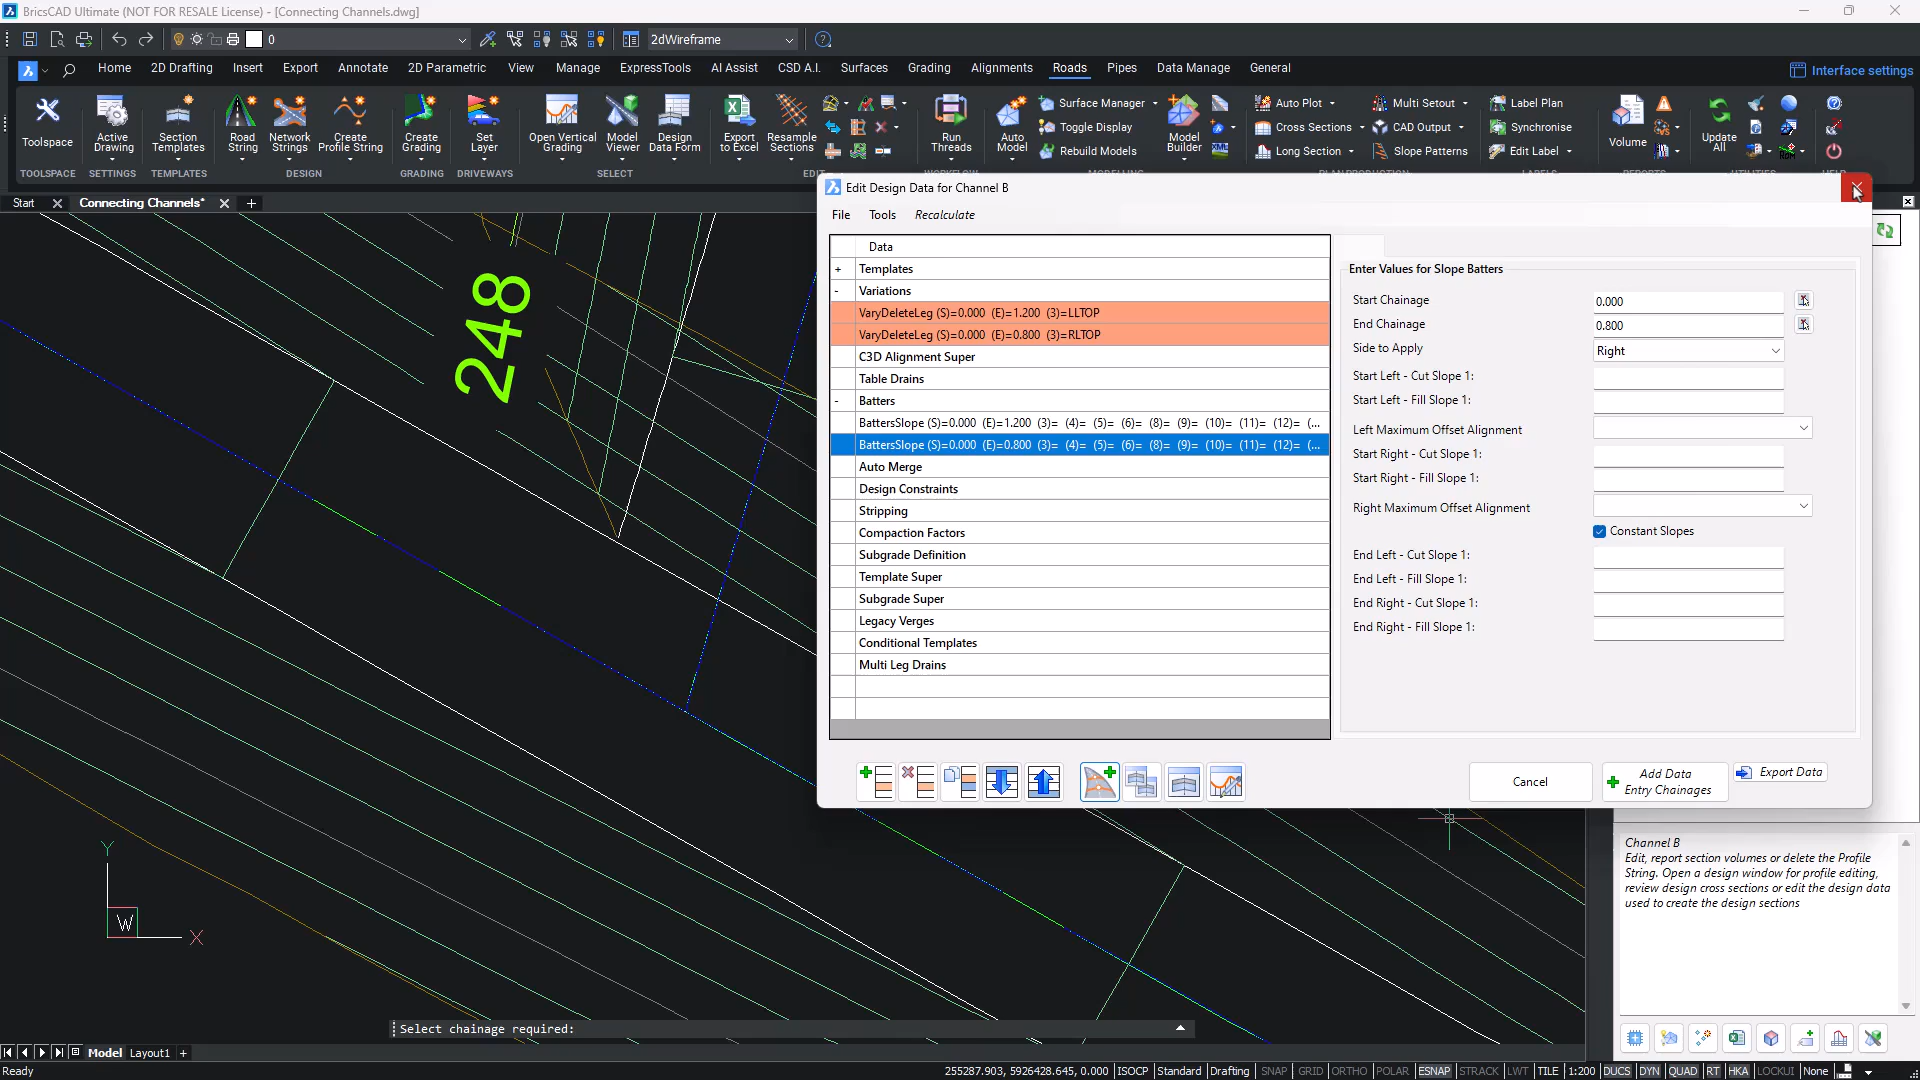 BricsCAD Ultimate (NOT FOR RESALE License) - [Connecting Channels.dwg]
0
2dWireframe
Home 2D Drafting Insert Export Annotate 2D Parametric View Manage ExpressTools AI Assist CSD A.I. Surfaces Grading Alignments Roads Pipes Data Manage General
Interface settings
Toolspace
Active Drawing
Section Templates
Road String
Network Strings
Create Profile String
Create Grading
Set Layer
Open Vertical Grading
Model Viewer
Design Data Form
Export to Excel
Resample Sections
Run Threads
Auto Model
Surface Manager
Toggle Display
Rebuild Models
Model Builder
XML
Auto Plot
Cross Sections
Long Section
Multi Setout
CAD Output
Slope Patterns
Label Plan
Synchronise
Edit Label
Volume
Update All
TOOLSPACE SETTINGS TEMPLATES DESIGN GRADING DRIVEWAYS SELECT
Start
Connecting Channels*
Edit Design Data for Channel B
File Tools Recalculate
Data
+ Templates
- Variations
VaryDeleteLeg (S)=0.000 (E)=1.200 (3)=LLTOP
VaryDeleteLeg (S)=0.000 (E)=0.800 (3)=RLTOP
C3D Alignment Super
Table Drains
- Batters
BattersSlope (S)=0.000 (E)=1.200 (3)= (4)= (5)= (6)= (8)= (9)= (10)= (11)= (12)= (...
BattersSlope (S)=0.000 (E)=0.800 (3)= (4)= (5)= (6)= (8)= (9)= (10)= (11)= (12)= (...
Auto Merge
Design Constraints
Stripping
Compaction Factors
Subgrade Definition
Template Super
Subgrade Super
Legacy Verges
Conditional Templates
Multi Leg Drains
Enter Values for Slope Batters
Start Chainage 0.000
End Chainage 0.800
Side to Apply Right
Start Left - Cut Slope 1:
Start Left - Fill Slope 1:
Left Maximum Offset Alignment
Start Right - Cut Slope 1:
Start Right - Fill Slope 1:
Right Maximum Offset Alignment
Constant Slopes
End Left - Cut Slope 1:
End Left - Fill Slope 1:
End Right - Cut Slope 1:
End Right - Fill Slope 1:
Cancel
Add Data Entry Chainages
Export Data
248
Y
W
X
Channel B
Edit, report section volumes or delete the Profile
String. Open a design window for profile editing,
review design cross sections or edit the design data
used to create the design sections
Select chainage required:
Model Layout1 +
Ready
255287.903, 5926428.645, 0.000 ISOCP Standard Drafting SNAP GRID ORTHO POLAR ESNAP STRACK LWT TILE 1:200 DUCS DYN QUAD RT HKA LOCKUI None